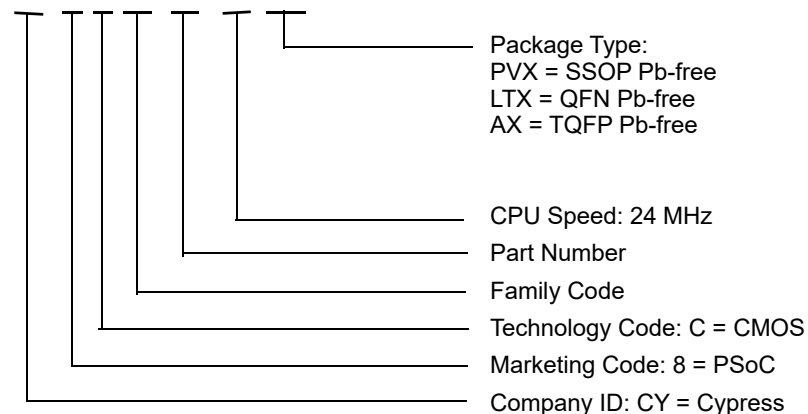 Package Type:
PVX = SSOP Pb-free
LTX = QFN Pb-free
AX = TQFP Pb-free
CPU Speed: 24 MHz
Part Number
Family Code
Technology Code: C = CMOS
Marketing Code: 8 = PSoC
Company ID: CY = Cypress